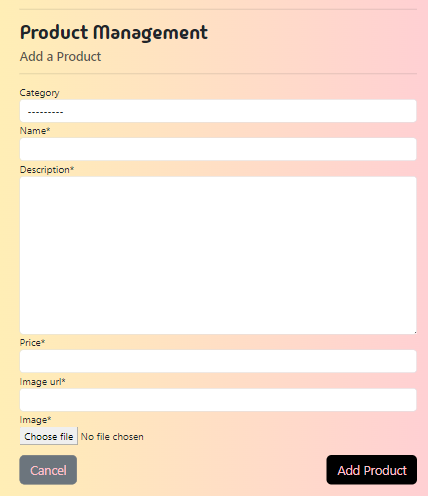 Product Management
Add a Product
Category
---------
Name*
Description*
Price*
Image url*
Image*
Choose file No file chosen
Cancel Add Product